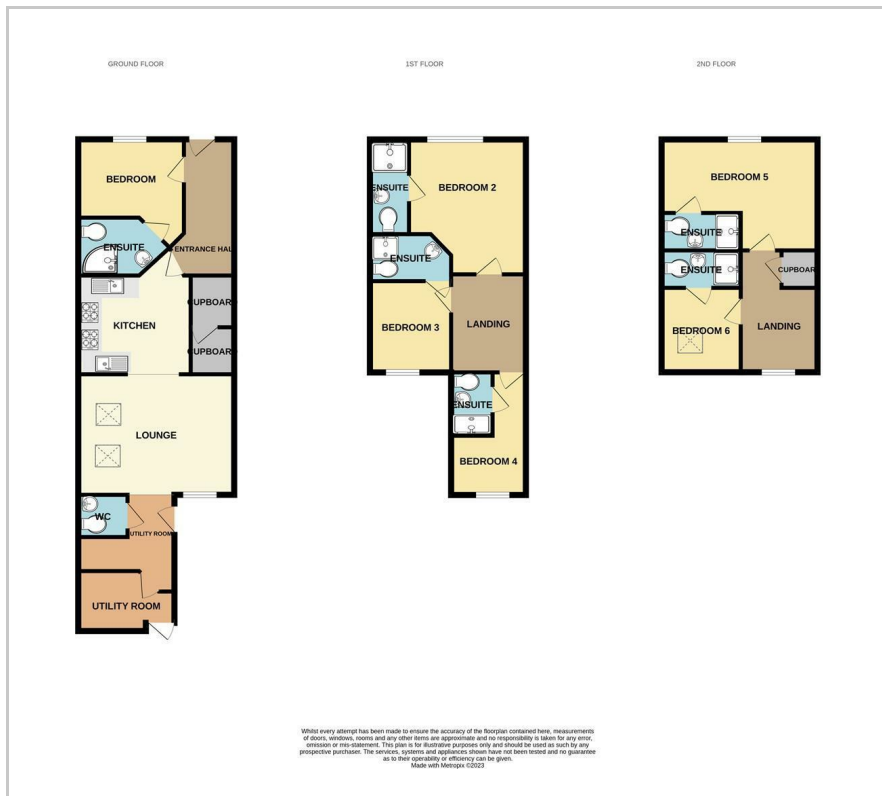 GROUND FLOOR
1ST FLOOR
2ND FLOOR
BEDROOM
ENSUITE
ENTRANCE HALL
KITCHEN
CUPBOARD
CUPBOARD
LOUNGE
WC
UTILITY ROOM
UTILITY ROOM
ENSUITE
BEDROOM 2
ENSUITE
BEDROOM 3
LANDING
ENSUITE
BEDROOM 4
BEDROOM 5
ENSUITE
ENSUITE
CUPBOARD
BEDROOM 6
LANDING
Whilst every attempt has been made to ensure the accuracy of the floorplan contained here, measurements
of doors, windows, rooms and any other items are approximate and no responsibility is taken for any error,
omission or mis-statement. This plan is for illustrative purposes only and should be used as such by any
prospective purchaser. The services, systems and appliances shown have not been tested and no guarantee
as to their operability or efficiency can be given.
Made with Metropix ©2023